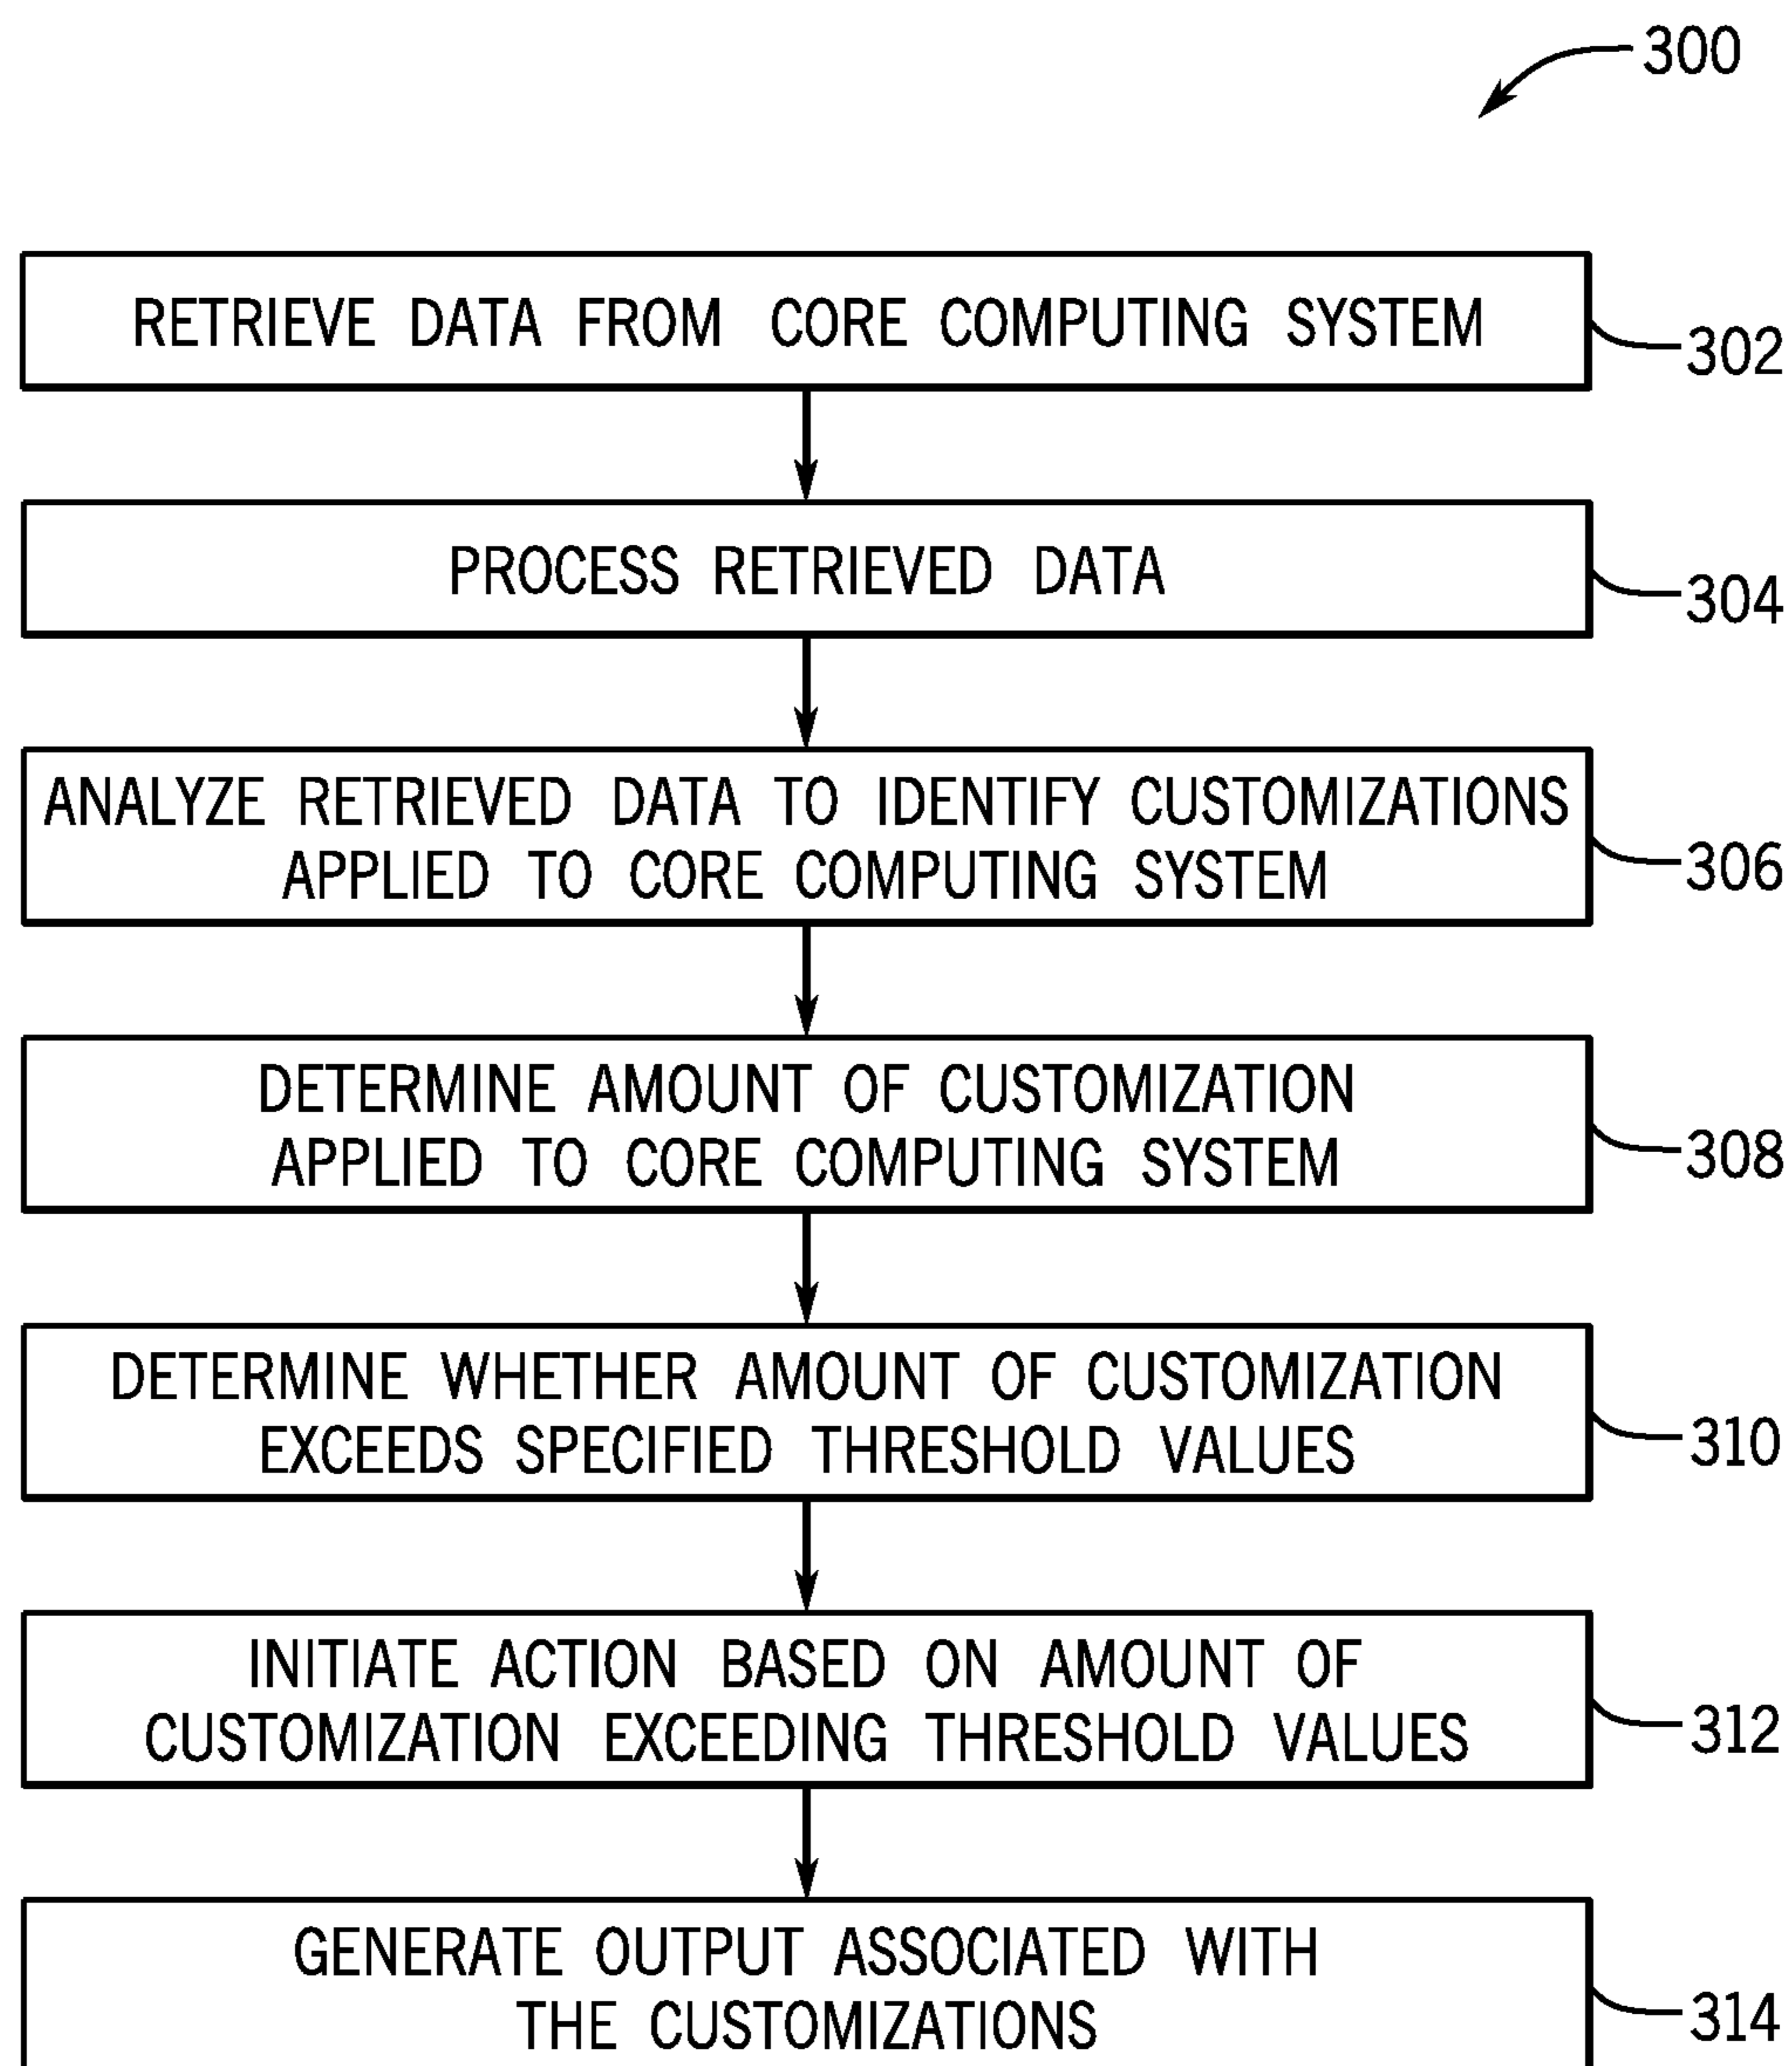 300
RETRIEVE DATA FROM CORE COMPUTING SYSTEM
302
PROCESS RETRIEVED DATA
304
ANALYZE RETRIEVED DATA TO IDENTIFY CUSTOMIZATIONS
APPLIED TO CORE COMPUTING SYSTEM
306
DETERMINE AMOUNT OF CUSTOMIZATION
APPLIED TO CORE COMPUTING SYSTEM
308
DETERMINE WHETHER AMOUNT OF CUSTOMIZATION
EXCEEDS SPECIFIED THRESHOLD VALUES
310
INITIATE ACTION BASED ON AMOUNT OF
CUSTOMIZATION EXCEEDING THRESHOLD VALUES
312
GENERATE OUTPUT ASSOCIATED WITH
THE CUSTOMIZATIONS
314